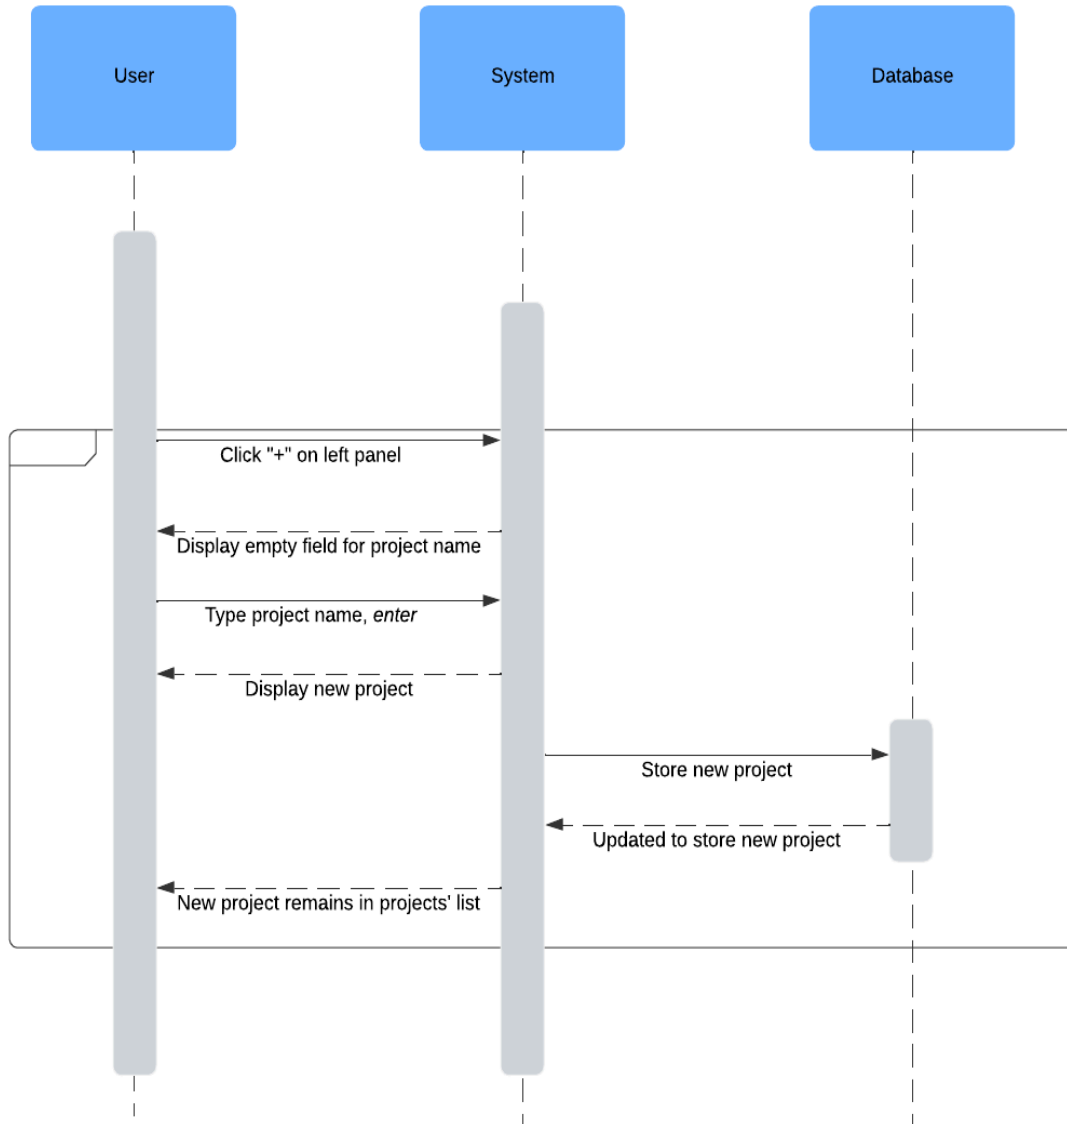 User
System
Database
Click "+" on left panel
Display empty field for project name
Type project name, enter
Display new project
Store new project
Updated to store new project
New project remains in projects' list